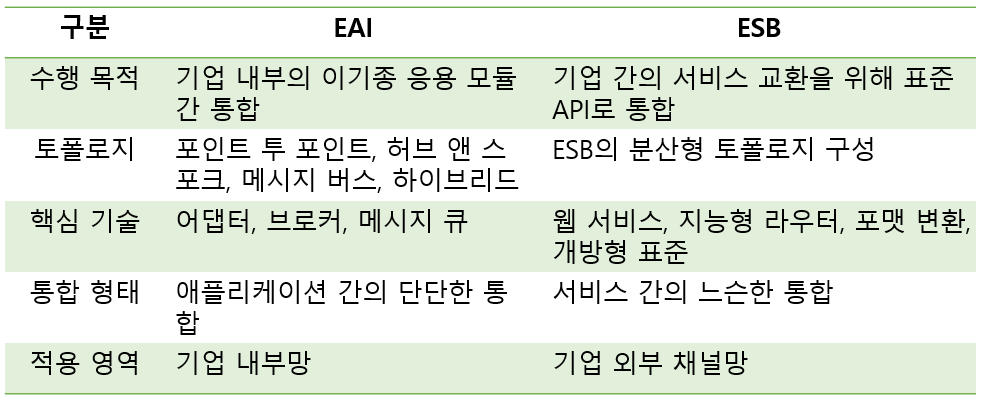 구분 EAI ESB
수행 목적 기업 내부의 이기종 응용 모듈 기업 간의 서비스 교환을 위해 표준
간 통합 API로 통합
토폴로지 포인트 투 포인트, 허브 앤 스 ESB의 분산형 토폴로지 구성
포크, 메시지 버스, 하이브리드
핵심 기술 어댑터, 브로커, 메시지 큐 웹 서비스, 지능형 라우터, 포맷 변환,
개방형 표준
통합 형태 애플리케이션 간의 단단한 통 서비스 간의 느슨한 통합
합
적용 영역 기업 내부망 기업 외부 채널망